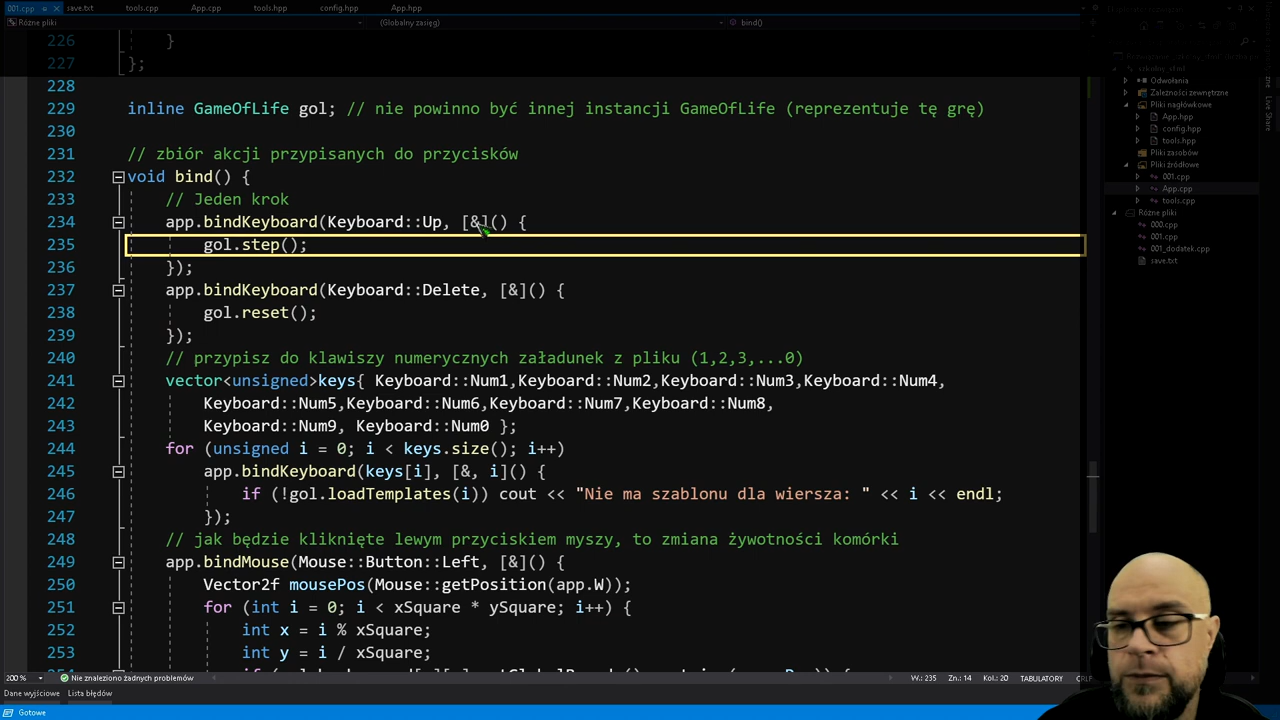 001.cpp save.txt tools.cpp App.cpp tools.hpp config.hpp App.hpp
Różne pliki (Globalny zasięg) bind()
226 }
227 };
228
229 inline GameOfLife gol; // nie powinno być innej instancji GameOfLife (reprezentuje tę grę)
230
231 // zbiór akcji przypisanych do przycisków
232 void bind() {
233 // Jeden krok
234 app.bindKeyboard(Keyboard::Up, [&]() {
235 gol.step();
236 });
237 app.bindKeyboard(Keyboard::Delete, [&]() {
238 gol.reset();
239 });
240 // przypisz do klawiszy numerycznych załadunek z pliku (1,2,3,...0)
241 vector<unsigned>keys{ Keyboard::Num1,Keyboard::Num2,Keyboard::Num3,Keyboard::Num4,
242 Keyboard::Num5,Keyboard::Num6,Keyboard::Num7,Keyboard::Num8,
243 Keyboard::Num9, Keyboard::Num0 };
244 for (unsigned i = 0; i < keys.size(); i++)
245 app.bindKeyboard(keys[i], [&, i]() {
246 if (!gol.loadTemplates(i)) cout << "Nie ma szablonu dla wiersza: " << i << endl;
247 });
248 // jak będzie kliknięte lewym przyciskiem myszy, to zmiana żywotności komórki
249 app.bindMouse(Mouse::Button::Left, [&]() {
250 Vector2f mousePos(Mouse::getPosition(app.W));
251 for (int i = 0; i < xSquare * ySquare; i++) {
252 int x = i % xSquare;
253 int y = i / xSquare;
200 % Nie znaleziono żadnych problemów W.: 235 Zn.: 14 Kol.: 20 TABULATORY CRLF
Dane wyjściowe Lista błędów
Gotowe
Odwołania
Zależności zewnętrzne
Pliki nagłówkowe
App.hpp
config.hpp
tools.hpp
Pliki zasobów
Pliki źródłowe
001.cpp
App.cpp
tools.cpp
Różne pliki
000.cpp
001.cpp
001_dodatek.cpp
save.txt
Live Share